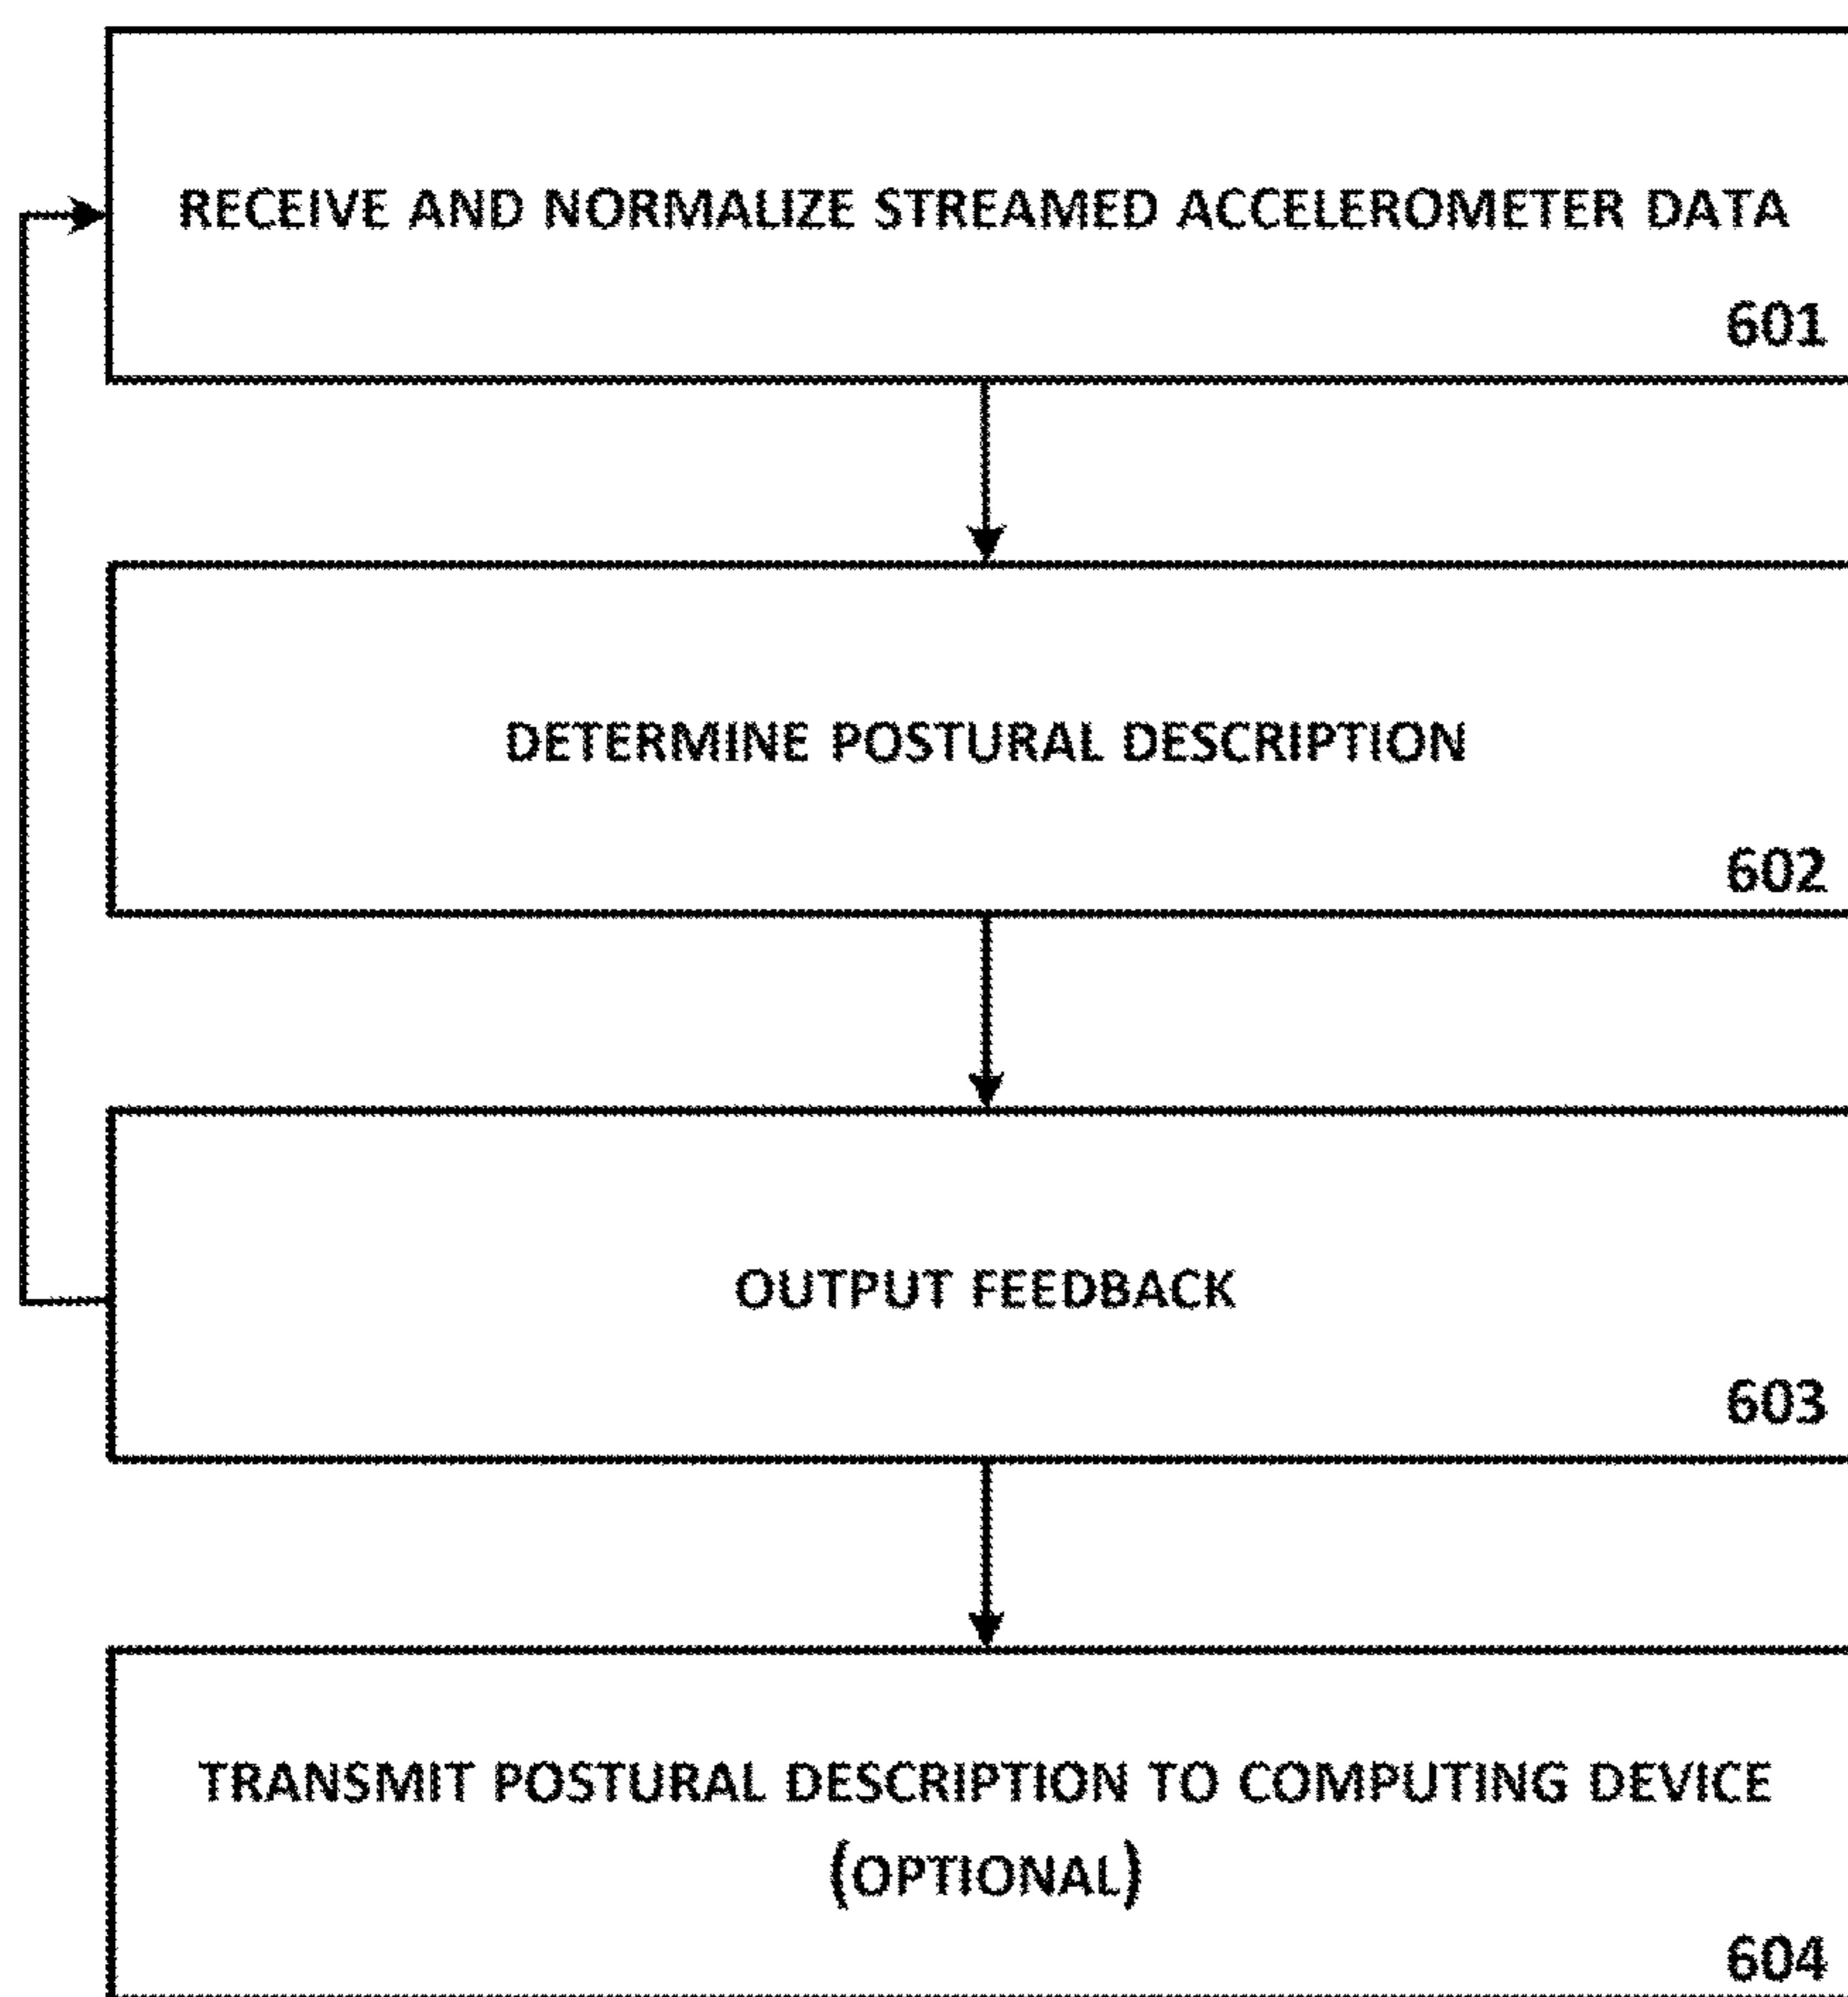 RECEIVE AND NORMALIZE STREAMED ACCELEROMETER DATA
601
DETERMINE POSTURAL DESCRIPTION
602
OUTPUT FEEDBACK
603
TRANSMIT POSTURAL DESCRIPTION TO COMPUTING DEVICE
(OPTIONAL)
604